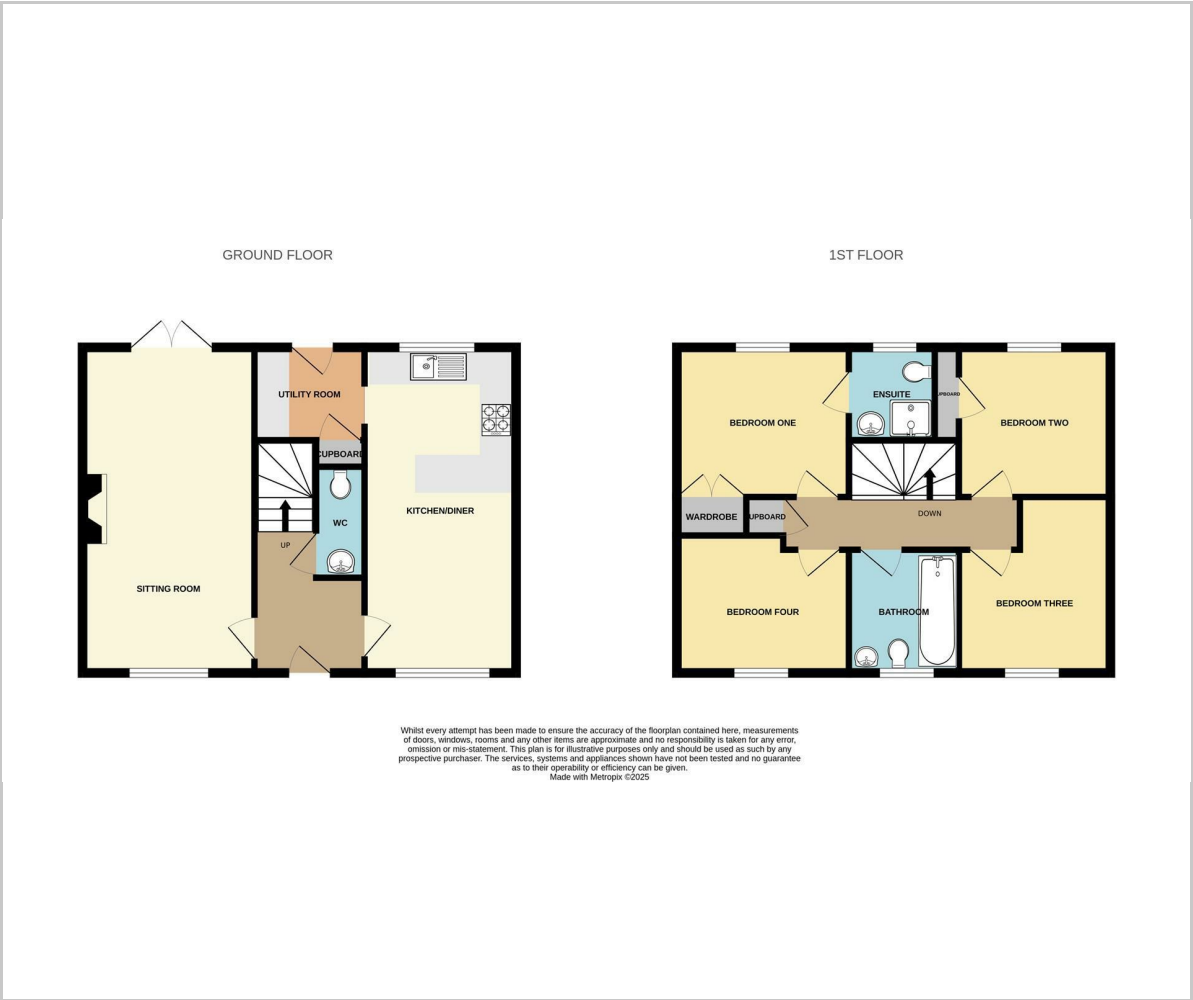 GROUND FLOOR
UTILITY ROOM
CUPBOARD
WC
UP
KITCHEN/DINER
SITTING ROOM
1ST FLOOR
ENSUITE
UPBOARD
BEDROOM ONE
BEDROOM TWO
WARDROBE
UPBOARD
DOWN
BEDROOM FOUR
BATHROOM
BEDROOM THREE
Whilst every attempt has been made to ensure the accuracy of the floorplan contained here, measurements
of doors, windows, rooms and any other items are approximate and no responsibility is taken for any error,
omission or mis-statement. This plan is for illustrative purposes only and should be used as such by any
prospective purchaser. The services, systems and appliances shown have not been tested and no guarantee
as to their operability or efficiency can be given.
Made with Metropix ©2025